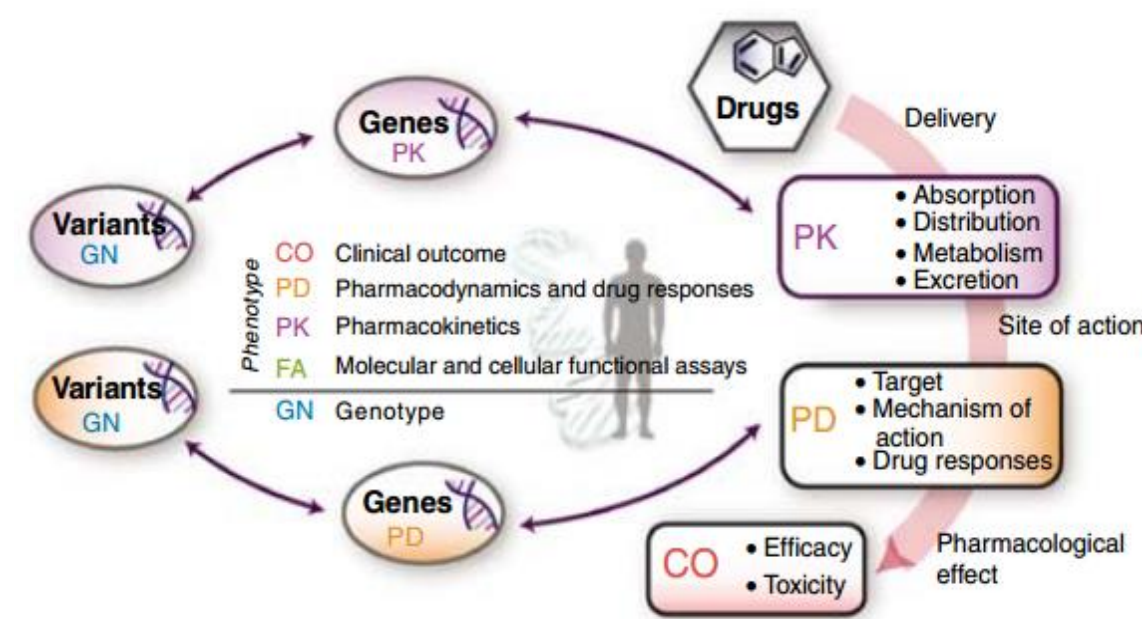 Drugs
Delivery
Genes
PK
Variants
GN
PK
• Absorption
• Distribution
• Metabolism
• Excretion
Phenotype
CO Clinical outcome
PD Pharmacodynamics and drug responses
PK Pharmacokinetics
FA Molecular and cellular functional assays
GN Genotype
Site of action
Variants
GN
PD
• Target
• Mechanism of
action
• Drug responses
Genes
PD
CO
• Efficacy
• Toxicity
Pharmacological
effect